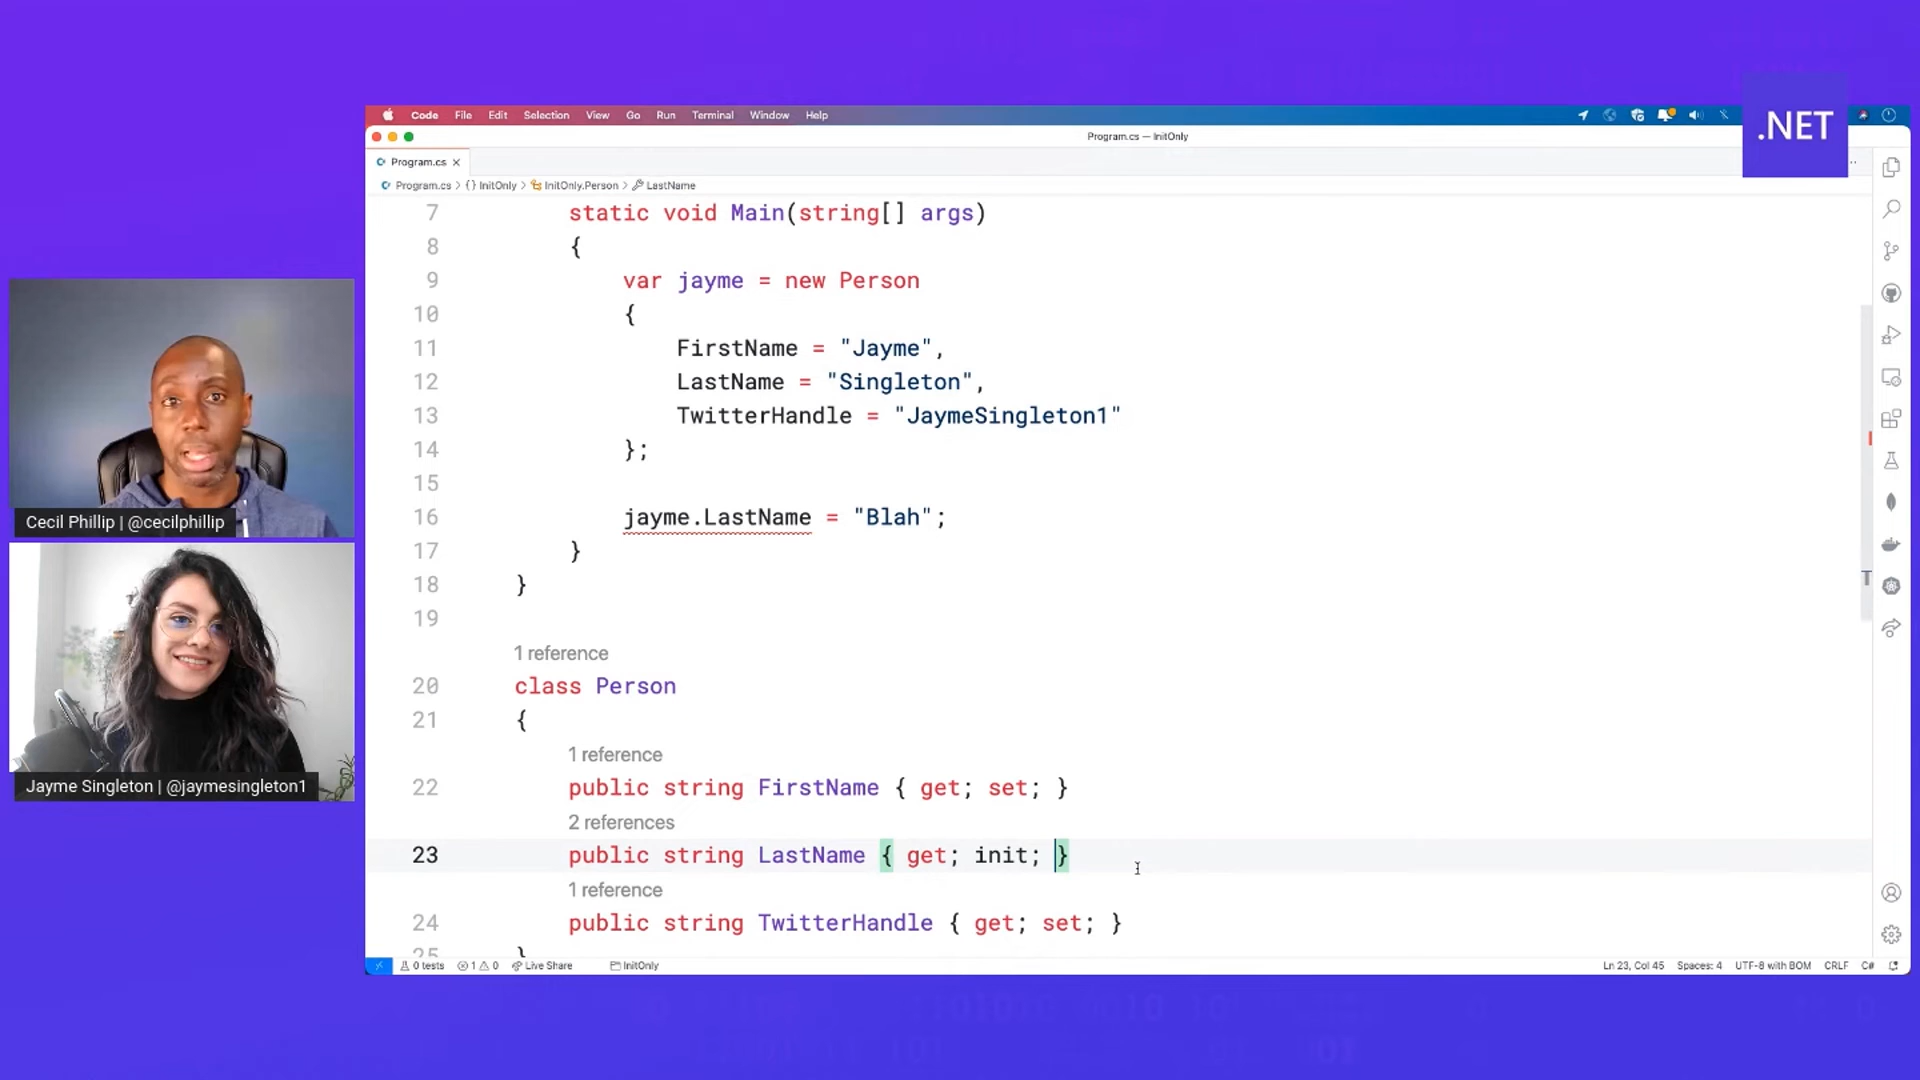 Code File Edit Selection View Go Run Terminal Window Help
Program.cs — InitOnly
.NET
Program.cs
Program.cs > {} InitOnly > InitOnly.Person > LastName
7 static void Main(string[] args)
8 {
9 var jayme = new Person
10 {
11 FirstName = "Jayme",
12 LastName = "Singleton",
13 TwitterHandle = "JaymeSingleton1"
14 };
15
16 jayme.LastName = "Blah";
17 }
18 }
19
1 reference
20 class Person
21 {
1 reference
22 public string FirstName { get; set; }
2 references
23 public string LastName { get; init; }
1 reference
24 public string TwitterHandle { get; set; }
25 }
0 tests 1 0 Live Share InitOnly Ln 23, Col 45 Spaces: 4 UTF-8 with BOM CRLF C#
Cecil Phillip | @cecilphillip
Jayme Singleton | @jaymesingleton1